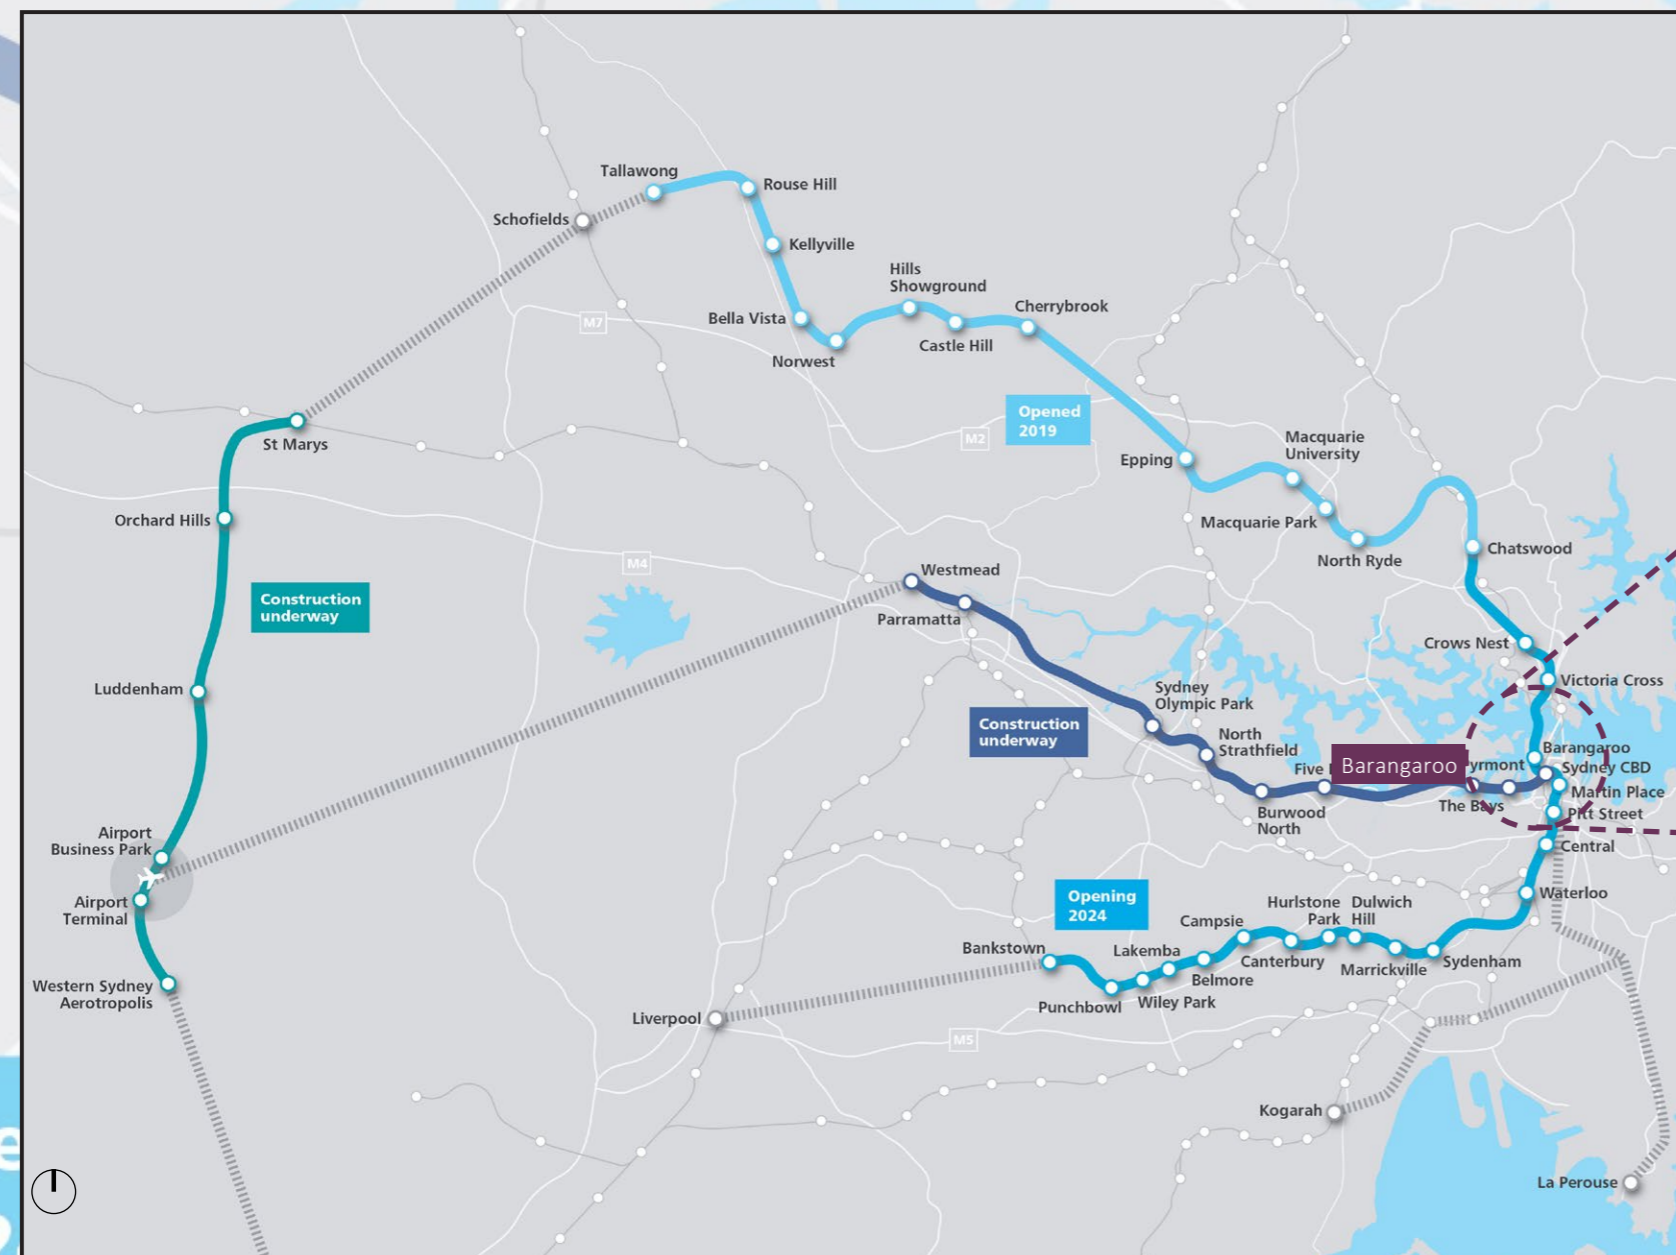 Tallawong
Rouse Hill
Schofields
Kellyville
Hills
Showground
Bella Vista
Cherrybrook
M7
Castle Hill
Norwest
Opened
2019
M2
Macquarie
University
St Marys
Epping
Orchard Hills
Macquarie Park
North Ryde
Chatswood
M4
Westmead
Construction
underway
Parramatta
Crows Nest
Luddenham
Victoria Cross
Sydney
Olympic Park
Construction
underway
North
Strathfield
Barangaroo
Five
Barangaroo
Sydney CBD
Martin Place
The Bays
Pitt Street
Burwood
North
Airport
Business Park
Central
Airport
Terminal
Opening
2024
Hurlstone
Park
Dulwich
Hill
Waterloo
Campsie
Bankstown
Lakemba
Canterbury
Marrickville
Sydenham
Belmore
Western Sydney
Aerotropolis
Punchbowl
Wiley Park
Liverpool
M5
Kogarah
La Perouse